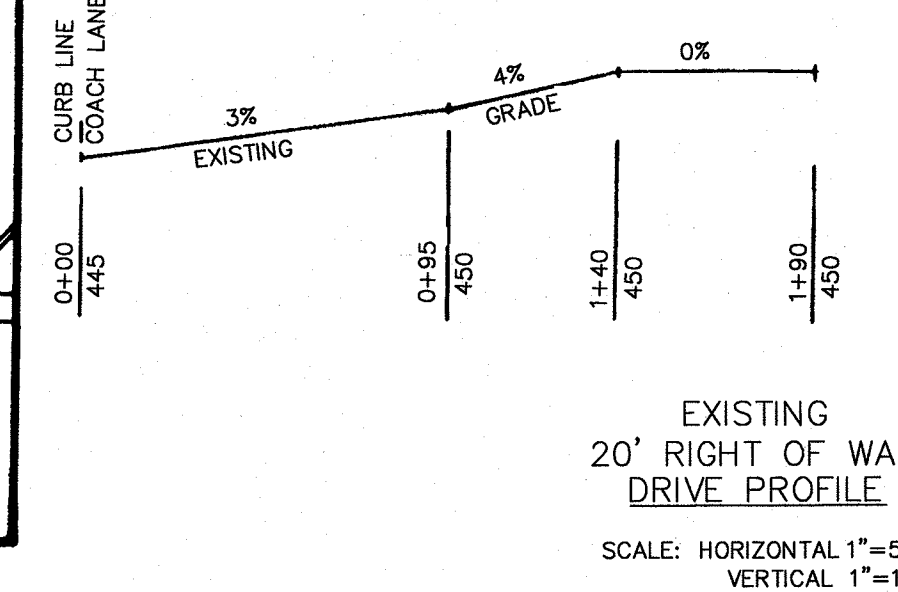 CURB LINE
COACH LANE
3%
EXISTING
4%
GRADE
0%
0+00
445
0+95
450
1+40
450
1+90
450
EXISTING
20' RIGHT OF WA
DRIVE PROFILE
SCALE: HORIZONTAL 1"=5
VERTICAL 1"=1